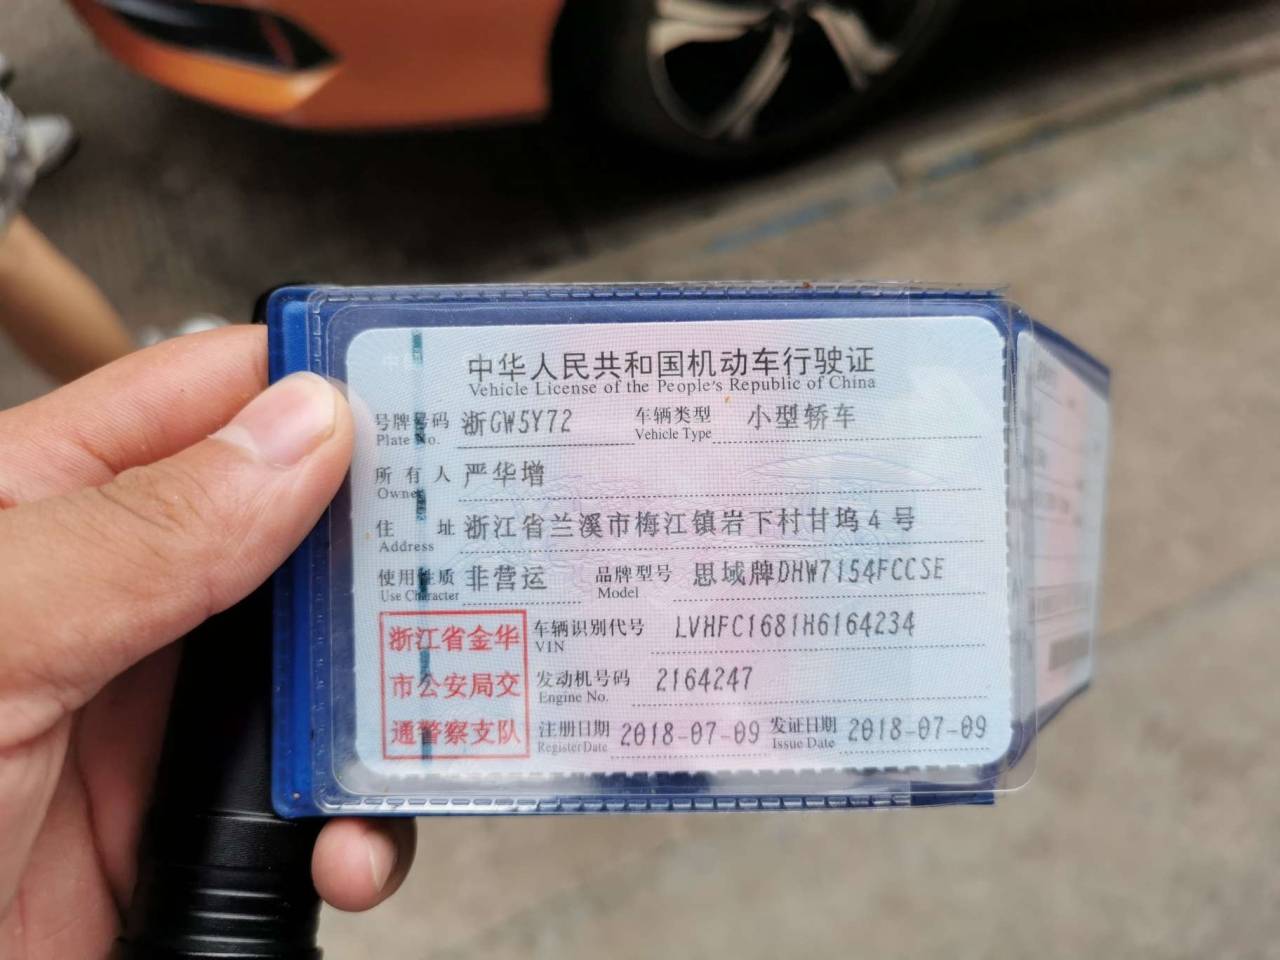 中华人民共和国机动车行驶证
Vehicle License of the People's Republic of China
号牌号码 浙GW5Y72 车辆类型 小型轿车
Plate No. Vehicle Type
所有人 严华增
Owner
住址 浙江省兰溪市梅江镇岩下村甘坞4号
Address
使用性质 非营运 品牌型号 思域牌DHW7154FCCSE
Use Character Model
浙江省金华
市公安局交
通警察支队
车辆识别代号 LVHFC1681H6164234
VIN
发动机号码 2164247
Engine No.
注册日期 2018-07-09 发证日期 2018-07-09
Register Date Issue Date